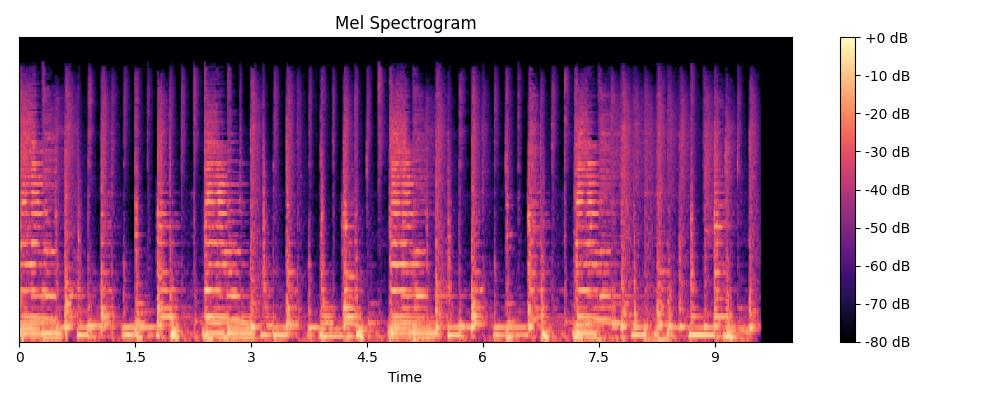 Mel Spectrogram
+0 dB
-10 dB
-20 dB
-30 dB
-40 dB
-50 dB
-60 dB
-70 dB
-80 dB
0 1.5 3 4.5 6 7.5 9
Time